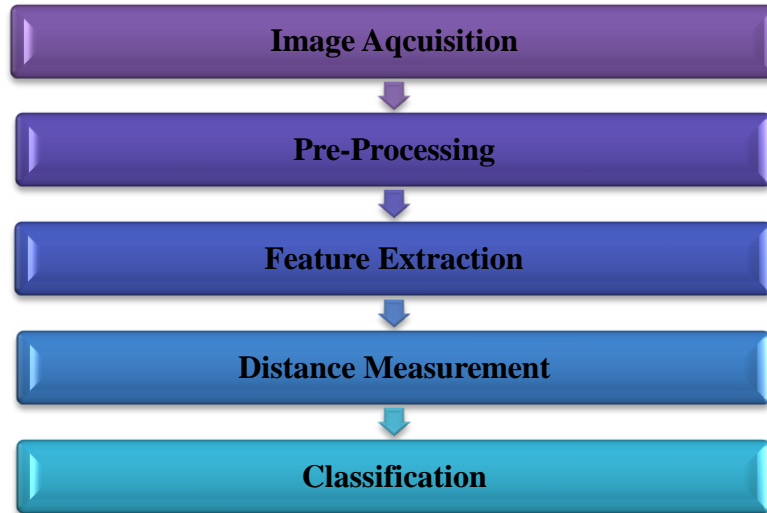 Image Aqcuisition
Pre-Processing
Feature Extraction
Distance Measurement
Classification